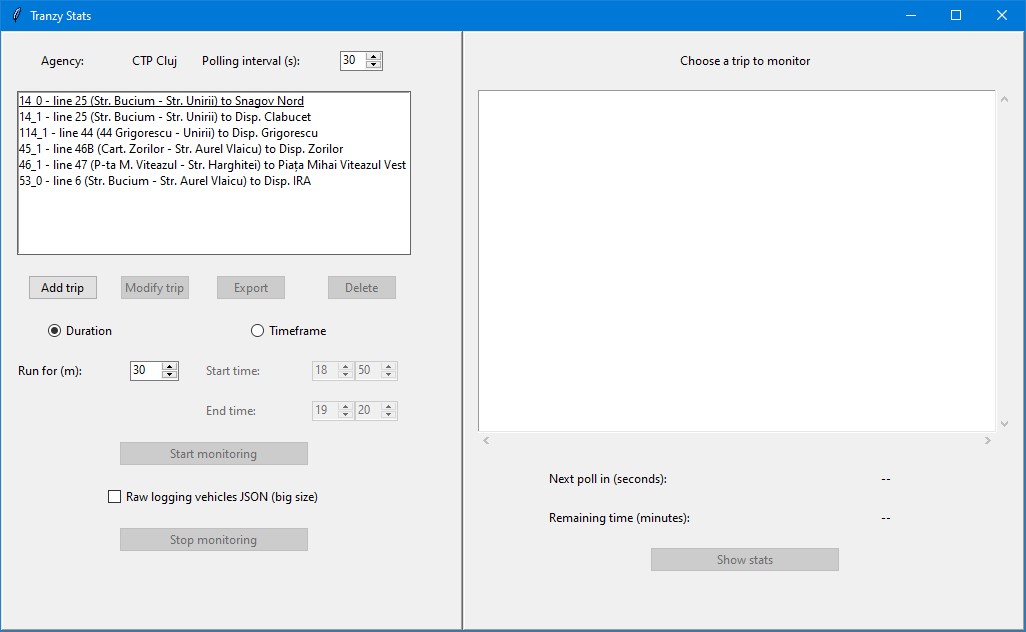 Tranzy Stats
Agency: CTP Cluj Polling interval (s): 30
14_0 - line 25 (Str. Bucium - Str. Unirii) to Snagov Nord
14_1 - line 25 (Str. Bucium - Str. Unirii) to Disp. Clabucet
114_1 - line 44 (44 Grigorescu - Unirii) to Disp. Grigorescu
45_1 - line 46B (Cart. Zorilor - Str. Aurel Vlaicu) to Disp. Zorilor
46_1 - line 47 (P-ta M. Viteazul - Str. Harghitei) to Piața Mihai Viteazul Vest
53_0 - line 6 (Str. Bucium - Str. Aurel Vlaicu) to Disp. IRA
Add trip Modify trip Export Delete
Duration Timeframe
Run for (m): 30 Start time: 18 50
End time: 19 20
Start monitoring
Raw logging vehicles JSON (big size)
Stop monitoring
Choose a trip to monitor
Next poll in (seconds): --
Remaining time (minutes): --
Show stats